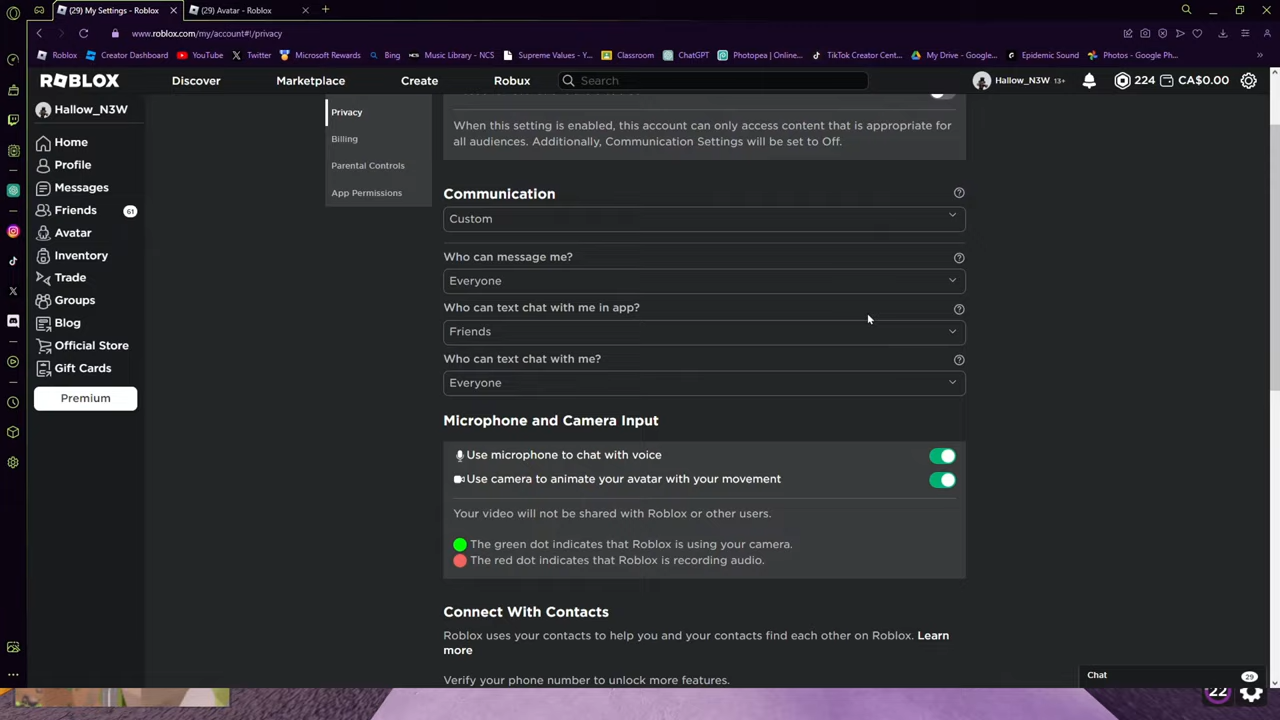 (29) My Settings - Roblox
(29) Avatar - Roblox
www.roblox.com/my/account#!/privacy
Roblox
Creator Dashboard
YouTube
Twitter
Microsoft Rewards
Bing
Music Library - NCS
Supreme Values - Y...
Classroom
ChatGPT
Photopea | Online...
TikTok Creator Cent...
My Drive - Google...
Epidemic Sound
Photos - Google Ph...
ROBLOX
Discover
Marketplace
Create
Robux
Search
Hallow_N3W 13+
224
CA$0.00
Hallow_N3W
Home
Profile
Messages
Friends
61
Avatar
Inventory
Trade
Groups
Blog
Official Store
Gift Cards
Premium
Privacy
Billing
Parental Controls
App Permissions
When this setting is enabled, this account can only access content that is appropriate for
all audiences. Additionally, Communication Settings will be set to Off.
Communication
Custom
Who can message me?
Everyone
Who can text chat with me in app?
Friends
Who can text chat with me?
Everyone
Microphone and Camera Input
Use microphone to chat with voice
Use camera to animate your avatar with your movement
Your video will not be shared with Roblox or other users.
The green dot indicates that Roblox is using your camera.
The red dot indicates that Roblox is recording audio.
Connect With Contacts
Roblox uses your contacts to help you and your contacts find each other on Roblox. Learn
more
Verify your phone number to unlock more features.
Chat
29
22